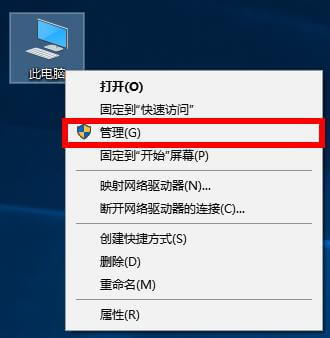 此电脑
打开(O)
固定到“快速访问”
管理(G)
固定到“开始”屏幕(P)
映射网络驱动器(N)...
断开网络驱动器的连接(C)...
创建快捷方式(S)
删除(D)
重命名(M)
属性(R)